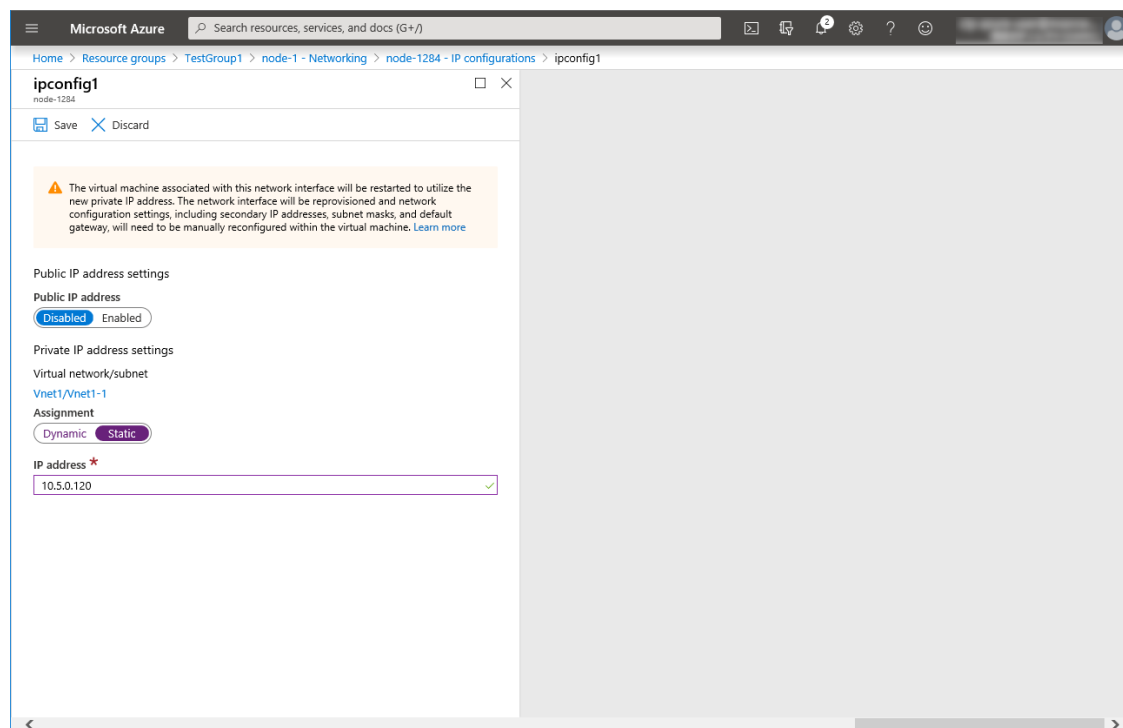 Microsoft Azure
Search resources, services, and docs (G+/)
2
Home > Resource groups > TestGroup1 > node-1 - Networking > node-1284 - IP configurations > ipconfig1
ipconfig1
node-1284
Save
Discard
The virtual machine associated with this network interface will be restarted to utilize the
new private IP address. The network interface will be reprovisioned and network
configuration settings, including secondary IP addresses, subnet masks, and default
gateway, will need to be manually reconfigured within the virtual machine. Learn more
Public IP address settings
Public IP address
Disabled Enabled
Private IP address settings
Virtual network/subnet
Vnet1/Vnet1-1
Assignment
Dynamic Static
IP address *
10.5.0.120